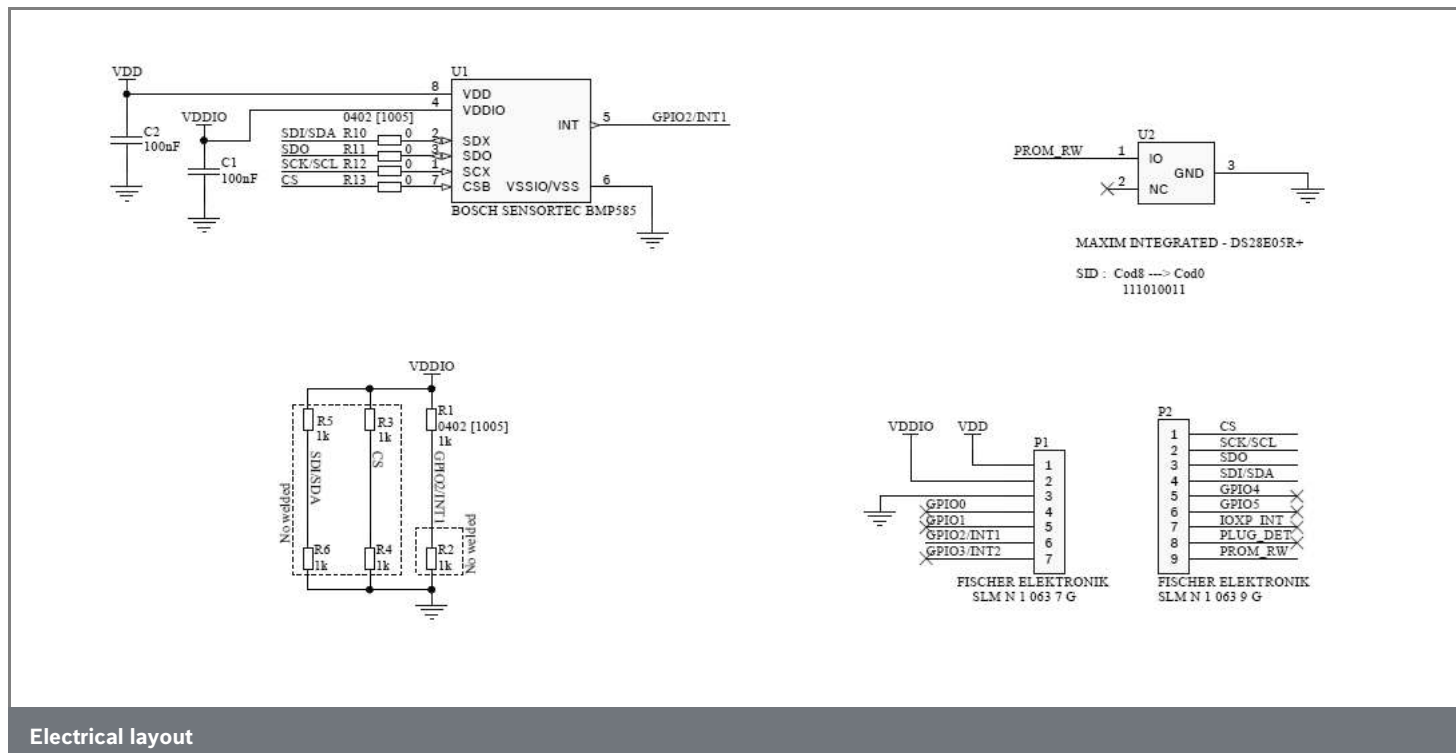 VDD
U1
8
VDD
4
VDDIO
VDDIO
0402 [1005]
5
GPIO2/INT1
INT
C2
100nF
SDI/SDA R10 0 2 SDX
SDO R11 0 3 SDO
SCK/SCL R12 0 1 SCX
CS R13 0 7 CSB VSSIO/VSS 6
C1
100nF
BOSCH SENSORTEC BMP585
U2
PROM_RW 1 IO
GND 3
2 NC
MAXIM INTEGRATED - DS28E05R+
SID : Cod8 ---> Cod0
111010011
VDDIO
R5
1k
R3
1k
R1
0402 [1005]
1k
SDI/SDA
CS
GPIO2/INT1
No welded
No welded
R6
1k
R4
1k
R2
1k
VDDIO VDD
P1
1
2
3
GPIO0 4
GPIO1 5
GPIO2/INT1 6
GPIO3/INT2 7
FISCHER ELEKTRONIK
SLM N 1 063 7 G
P2
1 CS
2 SCK/SCL
3 SDO
4 SDI/SDA
5 GPIO4
6 GPIO5
7 IOXP_INT
8 PLUG_DET
9 PROM_RW
FISCHER ELEKTRONIK
SLM N 1 063 9 G
Electrical layout